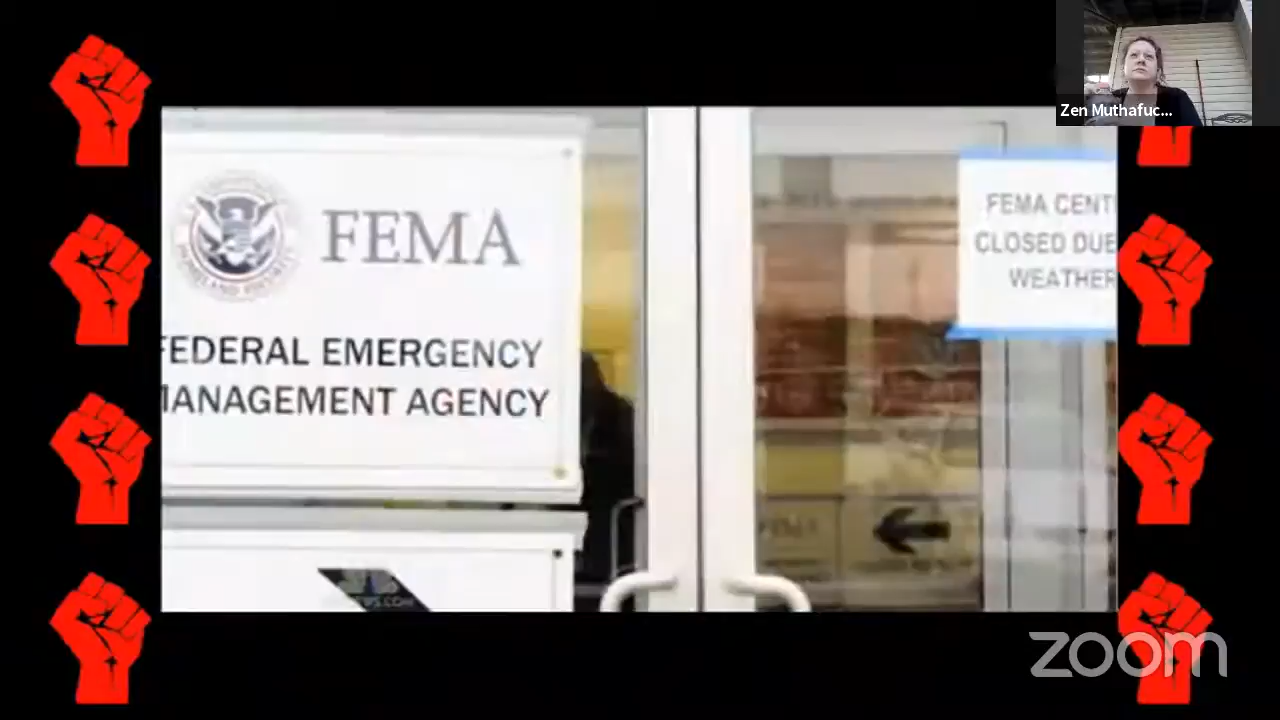 Zen Muthafuc...
FEMA
FEDERAL EMERGENCY
MANAGEMENT AGENCY
FEMA CENT
CLOSED DUE
WEATHER
zoom